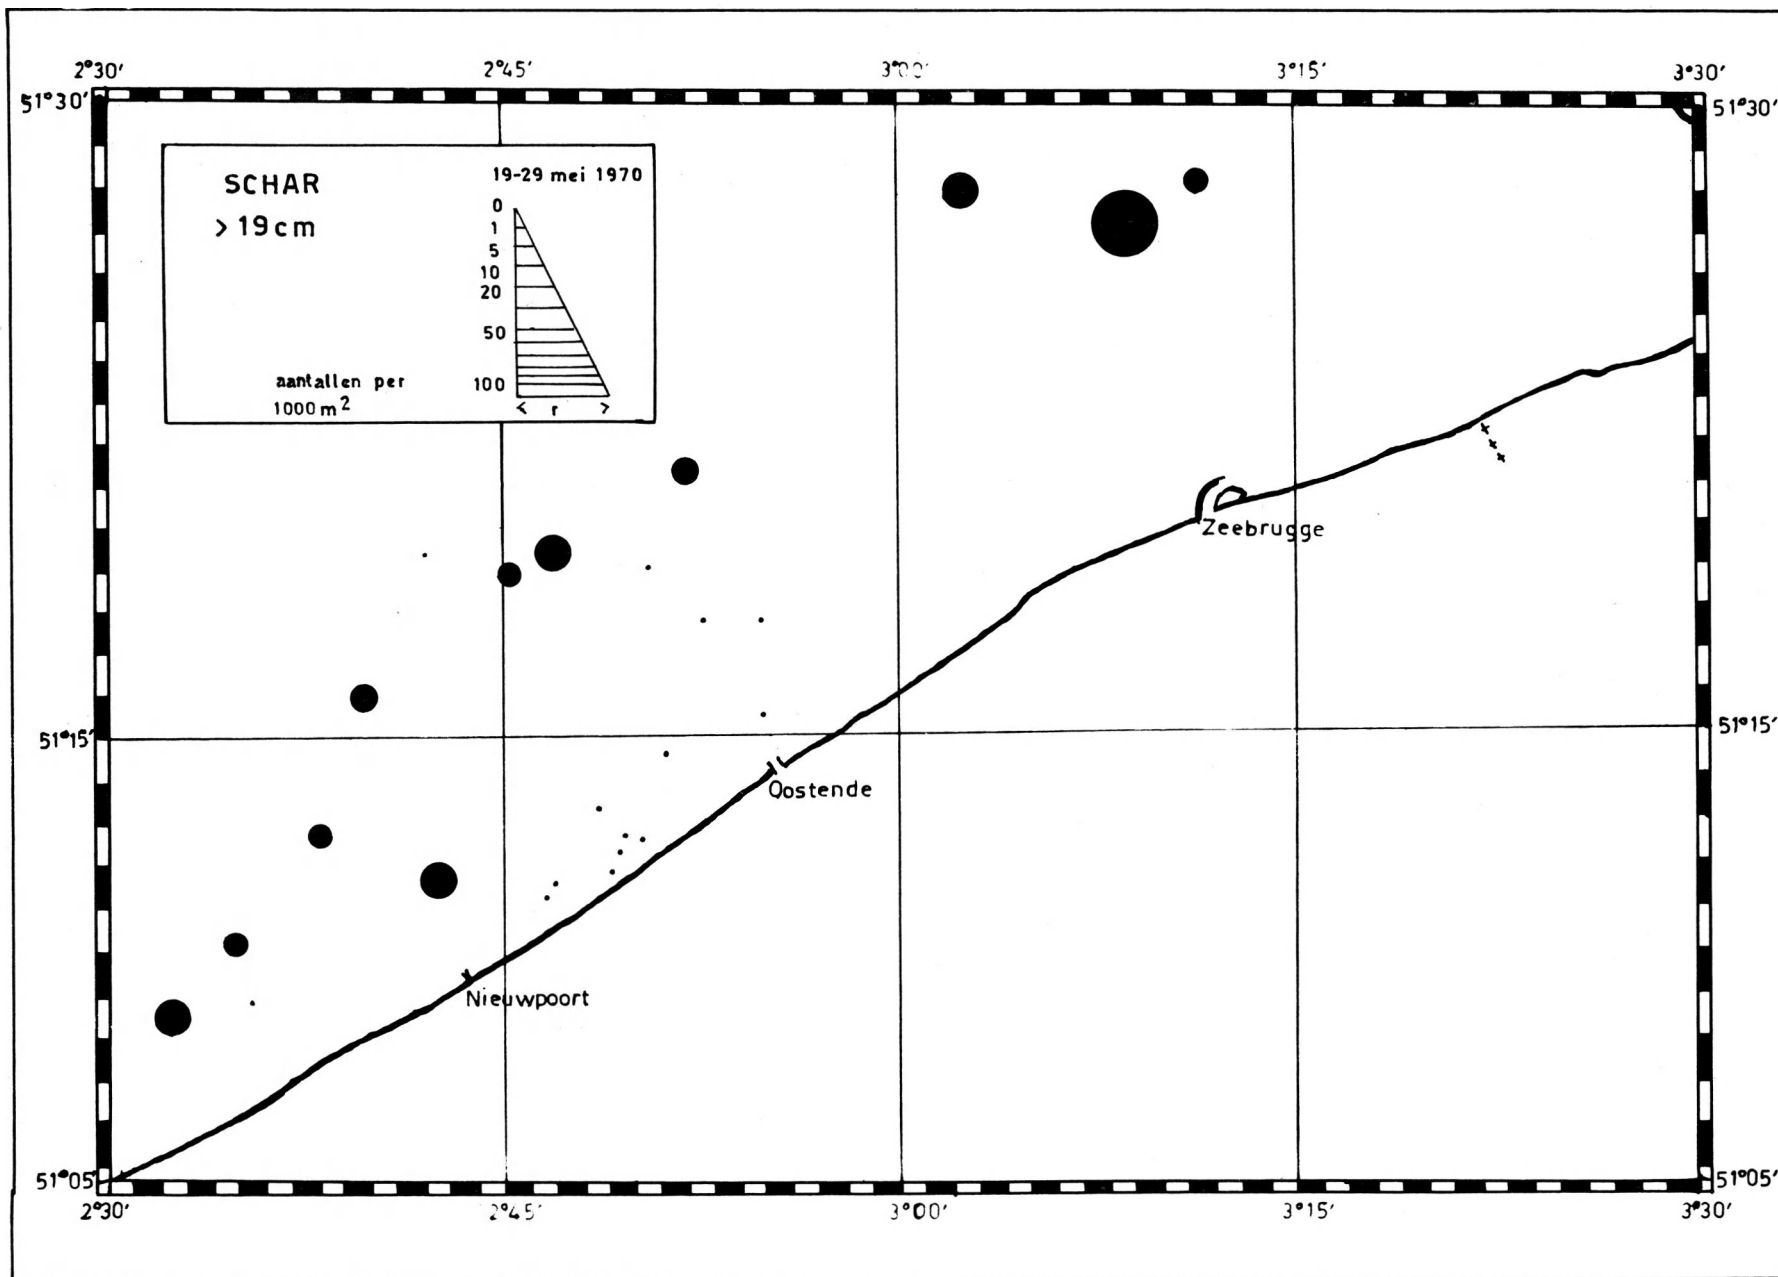 2°30' 2°45' 3°00' 3°15' 3°30'
51°30' 51°30'
SCHAR
> 19cm
19-29 mei 1970
0
1
5
10
20
50
100
aantallen per
1000 m²
< r >
Zeebrugge
51°15' 51°15'
Oostende
Nieuwpoort
51°05' 51°05'
2°30' 2°45' 3°00' 3°15' 3°30'